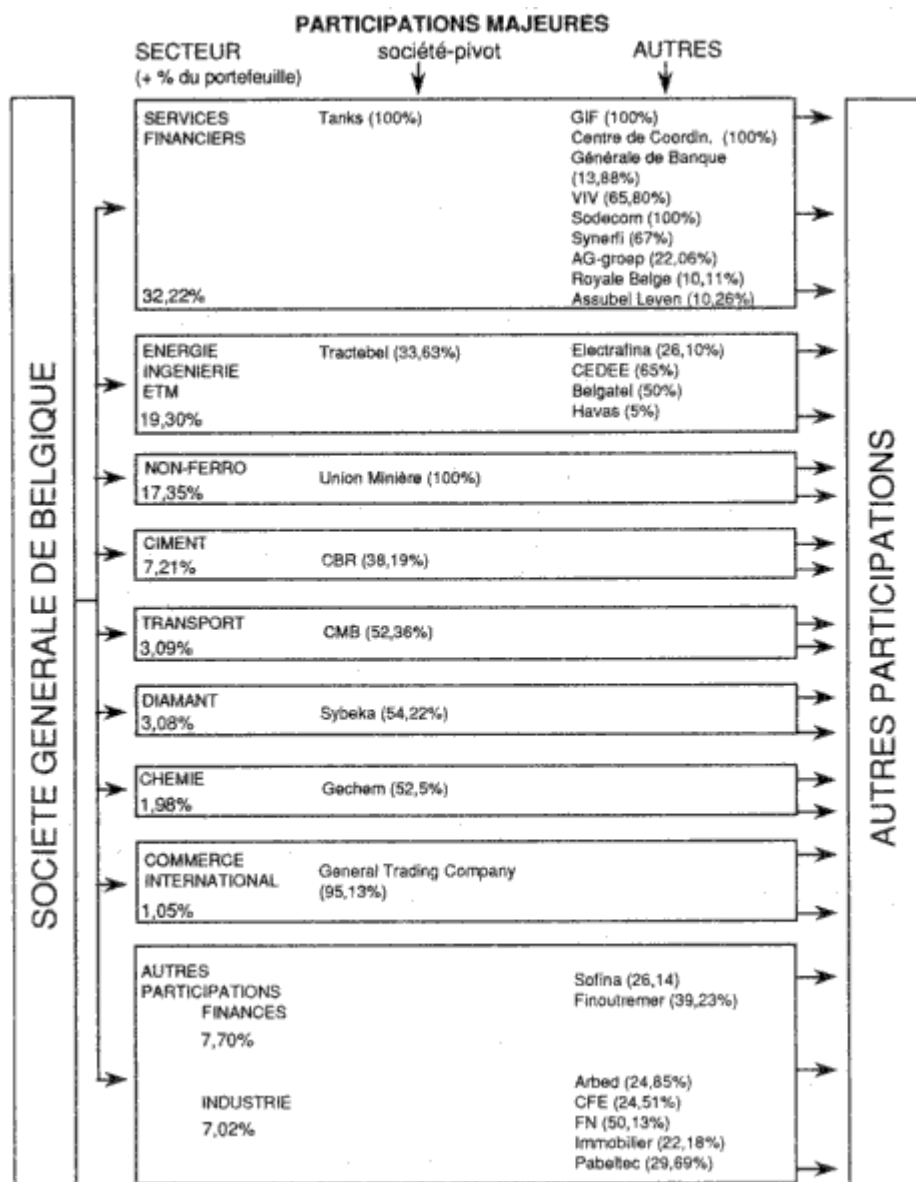 PARTICIPATIONS MAJEURES
SECTEUR
(+ % du portefeuille)
société-pivot
AUTRES
SOCIETE GENERALE DE BELGIQUE
SERVICES
FINANCIERS
32,22%
Tanks (100%)
GIF (100%)
Centre de Coordin. (100%)
Générale de Banque
(13,88%)
VIV (65,80%)
Sodecom (100%)
Synerfi (67%)
AG-groep (22,06%)
Royale Belge (10,11%)
Assubel Leven (10,26%)
ENERGIE
INGENIERIE
ETM
19,30%
Tractebel (33,63%)
Electrafina (26,10%)
CEDEE (65%)
Belgatel (50%)
Havas (5%)
NON-FERRO
17,35%
Union Minière (100%)
CIMENT
7,21%
CBR (38,19%)
TRANSPORT
3,09%
CMB (52,36%)
DIAMANT
3,08%
Sybeka (54,22%)
CHEMIE
1,98%
Gechem (52,5%)
COMMERCE
INTERNATIONAL
1,05%
General Trading Company
(95,13%)
AUTRES
PARTICIPATIONS
FINANCES
7,70%
Sofina (26,14)
Finoutremer (39,23%)
INDUSTRIE
7,02%
Arbed (24,85%)
CFE (24,51%)
FN (50,13%)
Immobilier (22,18%)
Pabeltec (29,69%)
AUTRES PARTICIPATIONS